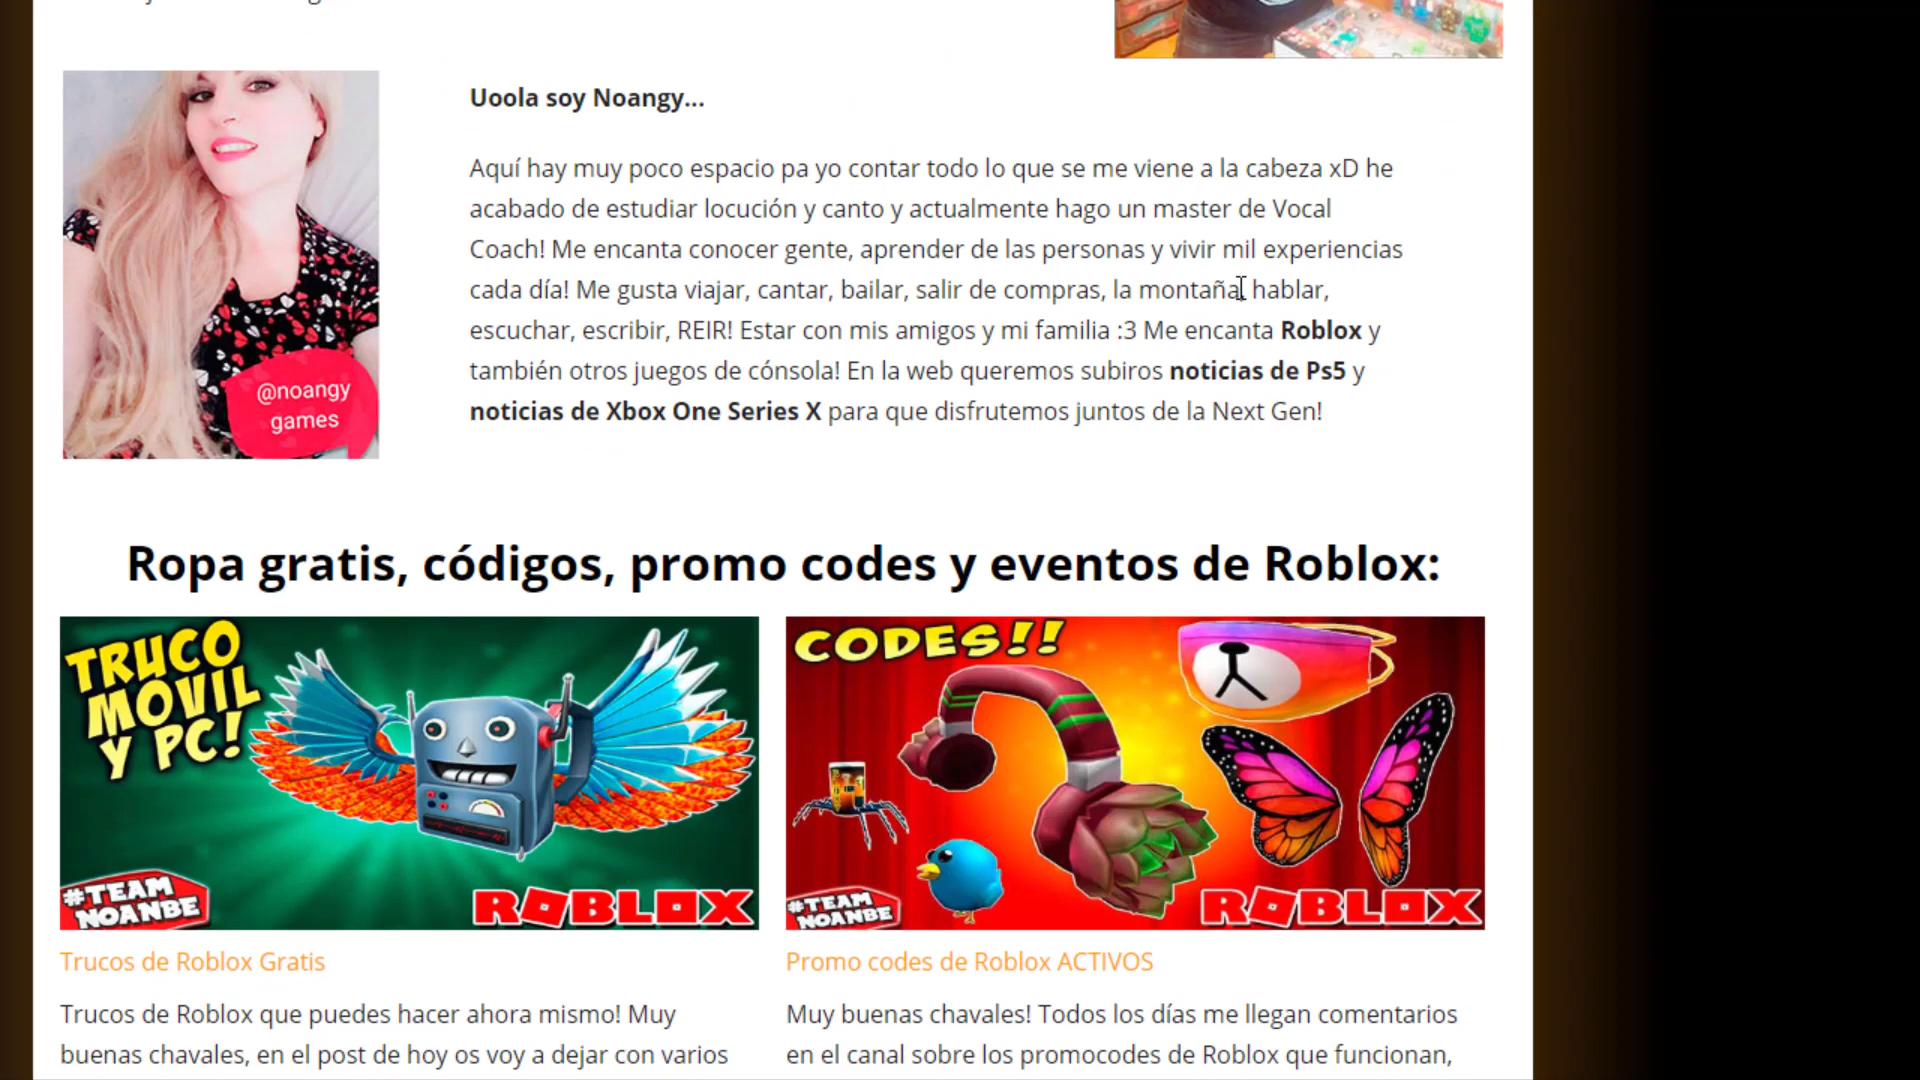 Uoola soy Noangy...
Aquí hay muy poco espacio pa yo contar todo lo que se me viene a la cabeza xD he
acabado de estudiar locución y canto y actualmente hago un master de Vocal
Coach! Me encanta conocer gente, aprender de las personas y vivir mil experiencias
cada día! Me gusta viajar, cantar, bailar, salir de compras, la montaña, hablar,
escuchar, escribir, REIR! Estar con mis amigos y mi familia :3 Me encanta Roblox y
también otros juegos de cónsola! En la web queremos subiros noticias de Ps5 y
noticias de Xbox One Series X para que disfrutemos juntos de la Next Gen!
@noangy
games
Ropa gratis, códigos, promo codes y eventos de Roblox:
TRUCO
MOVIL
Y PC!
#TEAM
NOANBE
ROBLOX
CODES!!
#TEAM
NOANBE
ROBLOX
Trucos de Roblox Gratis
Trucos de Roblox que puedes hacer ahora mismo! Muy
buenas chavales, en el post de hoy os voy a dejar con varios
Promo codes de Roblox ACTIVOS
Muy buenas chavales! Todos los días me llegan comentarios
en el canal sobre los promocodes de Roblox que funcionan,